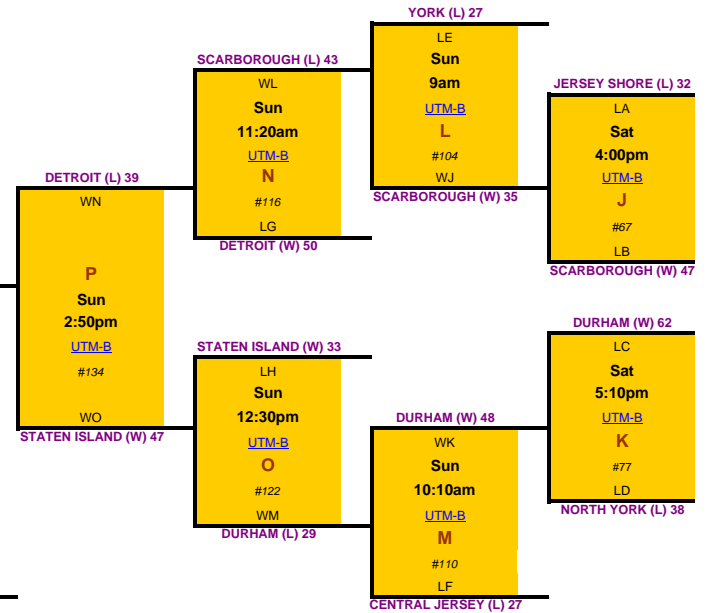 YORK (L) 27
LE
Sun
9am
UTM-B
L
#104
WJ
SCARBOROUGH (W) 35
SCARBOROUGH (L) 43
WL
Sun
11:20am
UTM-B
N
#116
LG
DETROIT (W) 50
JERSEY SHORE (L) 32
LA
Sat
4:00pm
UTM-B
J
#67
LB
SCARBOROUGH (W) 47
DETROIT (L) 39
WN
P
Sun
2:50pm
UTM-B
#134
WO
STATEN ISLAND (W) 47
DURHAM (W) 62
LC
Sat
5:10pm
UTM-B
K
#77
LD
NORTH YORK (L) 38
STATEN ISLAND (W) 33
LH
Sun
12:30pm
UTM-B
O
#122
WM
DURHAM (L) 29
DURHAM (W) 48
WK
Sun
10:10am
UTM-B
M
#110
LF
CENTRAL JERSEY (L) 27